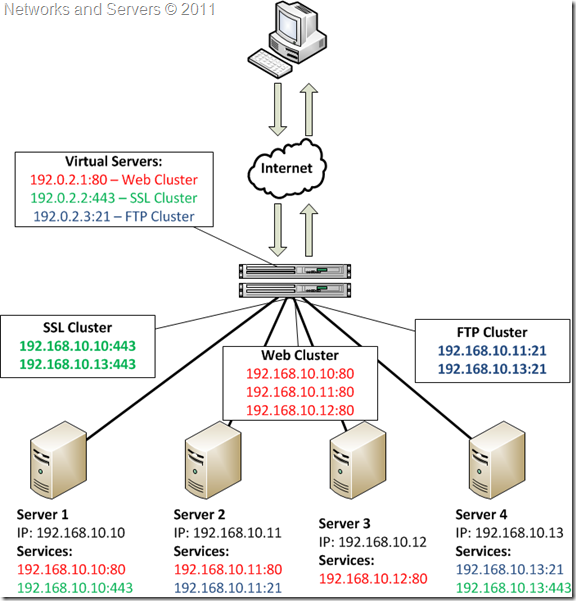 Networks and Servers © 2011
Internet
Virtual Servers:
192.0.2.1:80 – Web Cluster
192.0.2.2:443 – SSL Cluster
192.0.2.3:21 – FTP Cluster
SSL Cluster
192.168.10.10:443
192.168.10.13:443
Web Cluster
192.168.10.10:80
192.168.10.11:80
192.168.10.12:80
FTP Cluster
192.168.10.11:21
192.168.10.13:21
Server 1
IP: 192.168.10.10
Services:
192.168.10.10:80
192.168.10.10:443
Server 2
IP: 192.168.10.11
Services:
192.168.10.11:80
192.168.10.11:21
Server 3
IP: 192.168.10.12
Services:
192.168.10.12:80
Server 4
IP: 192.168.10.13
Services:
192.168.10.13:21
192.168.10.13:443